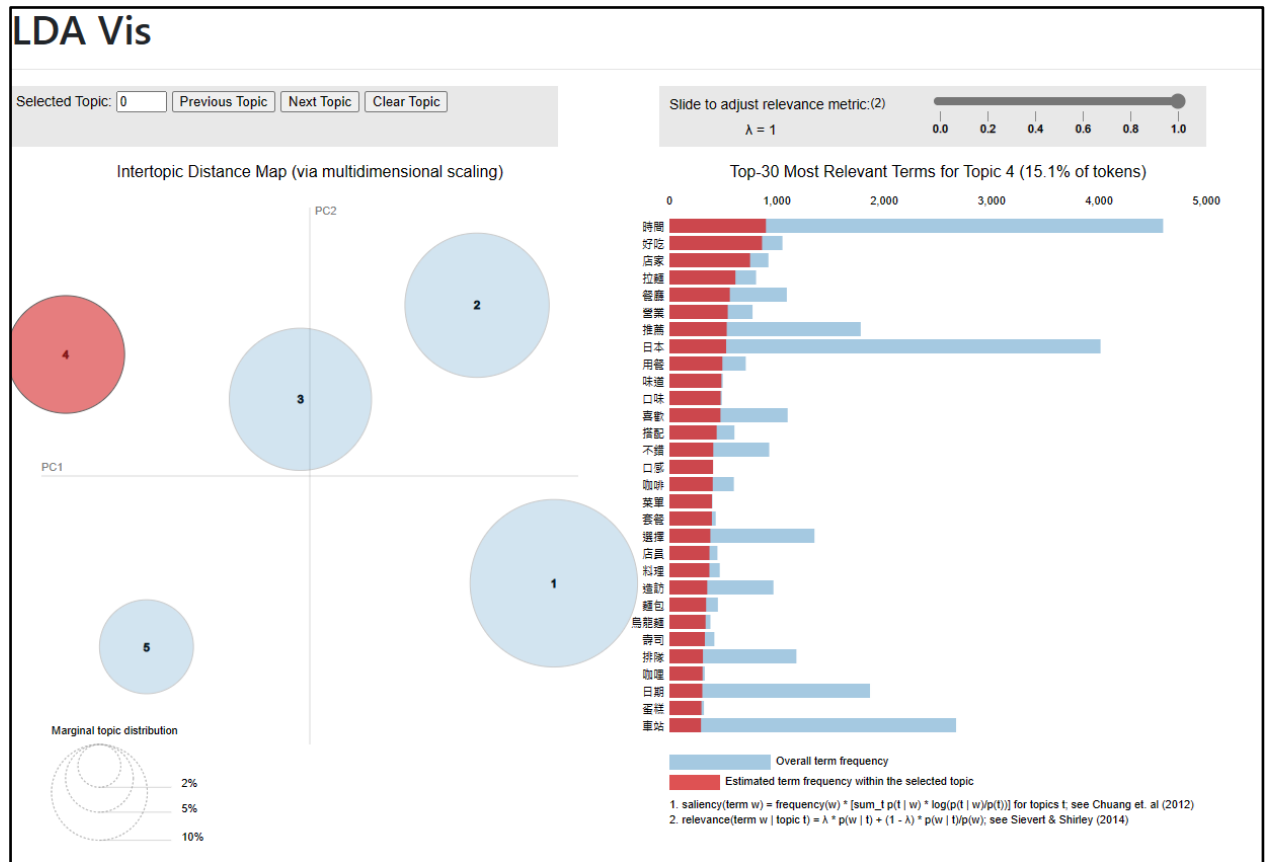 LDA Vis
Selected Topic: 0 Previous Topic Next Topic Clear Topic
Slide to adjust relevance metric:(2)
λ = 1
0.0 0.2 0.4 0.6 0.8 1.0
Intertopic Distance Map (via multidimensional scaling)
PC2
PC1
2
4
3
1
5
Marginal topic distribution
2%
5%
10%
Top-30 Most Relevant Terms for Topic 4 (15.1% of tokens)
0 1,000 2,000 3,000 4,000 5,000
時間
好吃
店家
拉麵
餐廳
營業
推薦
日本
用餐
味道
口味
喜歡
搭配
不錯
口感
咖啡
菜單
套餐
選擇
店員
料理
造訪
麵包
烏龍麵
壽司
排隊
咖哩
日期
蛋糕
車站
Overall term frequency
Estimated term frequency within the selected topic
1. saliency(term w) = frequency(w) * [sum_t p(t | w) * log(p(t | w)/p(t))] for topics t; see Chuang et. al (2012)
2. relevance(term w | topic t) = λ * p(w | t) + (1 - λ) * p(w | t)/p(w); see Sievert & Shirley (2014)